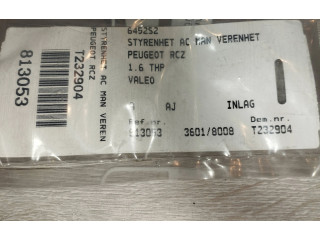 6452S2
STYRENHET AC MAN VERENHET
PEUGEOT RCZ
1.6 THP
VALEO
AJ INLAG
Ref.nr. Dem.nr.
813053 3601/8008 T232904
STYRENHET AC MAN VEREN
PEUGEOT RCZ
T232904
813053